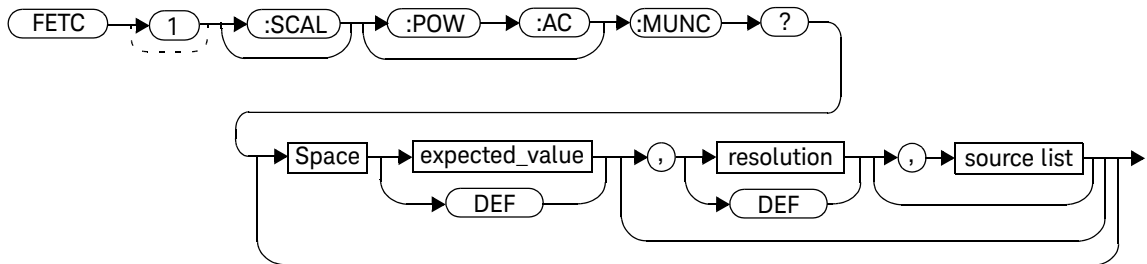 FETC 1 :SCAL :POW :AC :MUNC ?
Space expected_value , resolution , source list
DEF DEF